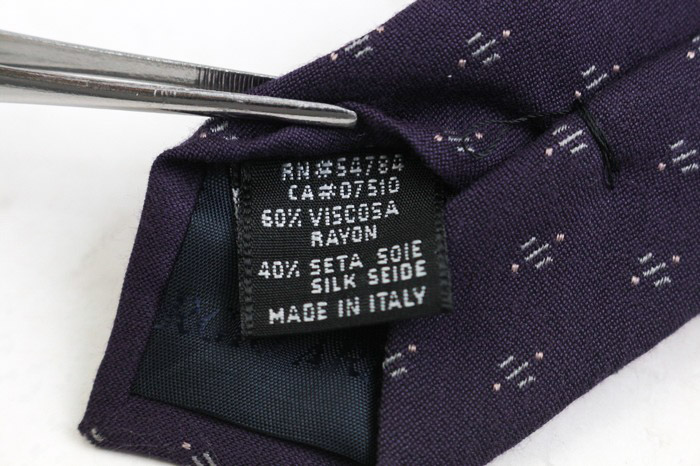 RN#54784
CA#07510
60% VISCOSA
RAYON
40% SETA SOIE
SILK SEIDE
MADE IN ITALY